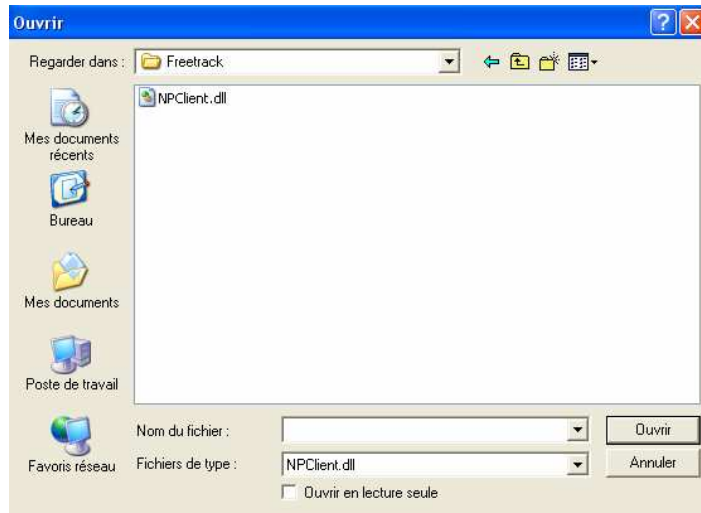 Ouvrir
Regarder dans :
Freetrack
NPClient.dll
Mes documents
récents
Bureau
Mes documents
Poste de travail
Favoris réseau
Nom du fichier :
Ouvrir
Fichiers de type :
NPClient.dll
Annuler
Ouvrir en lecture seule